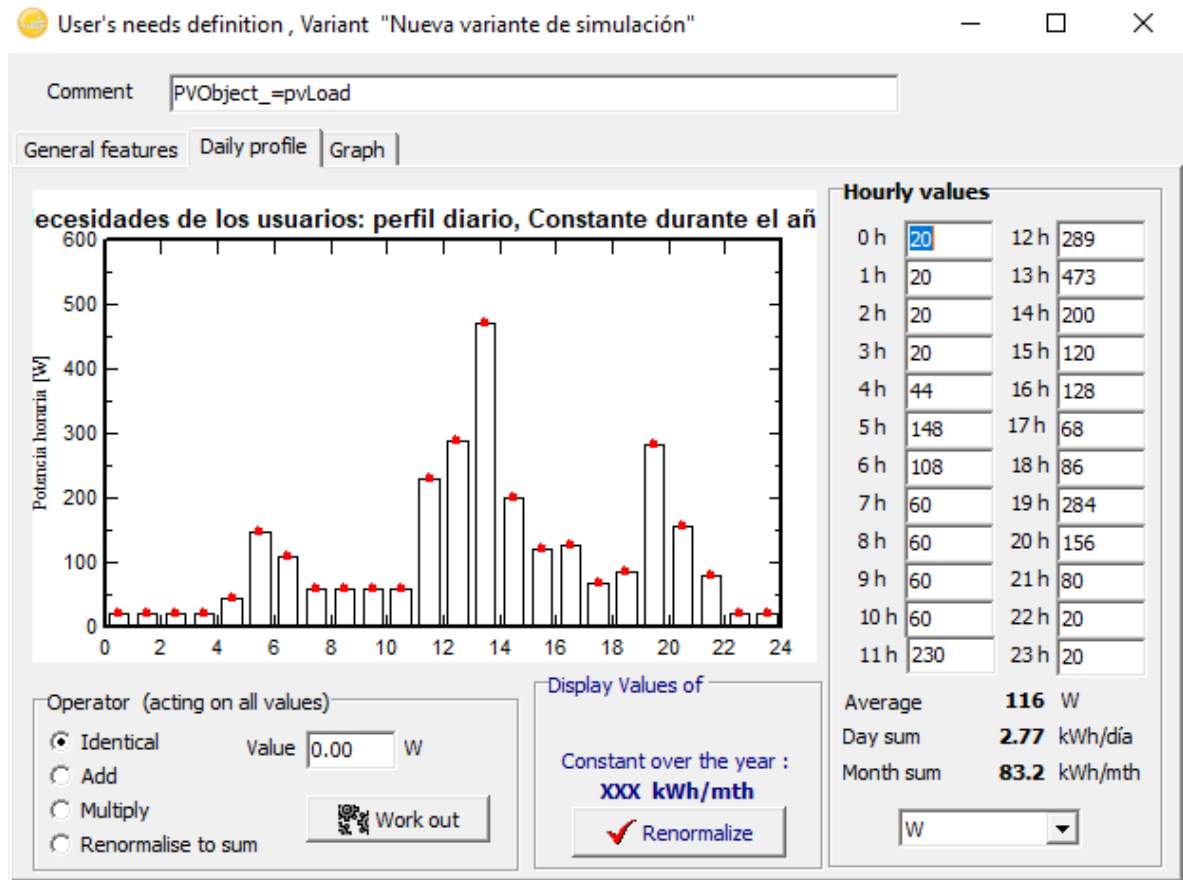 User's needs definition , Variant "Nueva variante de simulación"
Comment PVObject_=pvLoad
General features Daily profile Graph
ecesidades de los usuarios: perfil diario, Constante durante el añ
Potencia horaria [W]
600
500
400
300
200
100
0
0 2 4 6 8 10 12 14 16 18 20 22 24
Hourly values
0 h 20 12 h 289
1 h 20 13 h 473
2 h 20 14 h 200
3 h 20 15 h 120
4 h 44 16 h 128
5 h 148 17 h 68
6 h 108 18 h 86
7 h 60 19 h 284
8 h 60 20 h 156
9 h 60 21 h 80
10 h 60 22 h 20
11 h 230 23 h 20
Average 116 W
Day sum 2.77 kWh/día
Month sum 83.2 kWh/mth
W
Operator (acting on all values)
Identical Value 0.00 W
Add
Multiply
Renormalise to sum
Work out
Display Values of
Constant over the year :
XXX kWh/mth
Renormalize